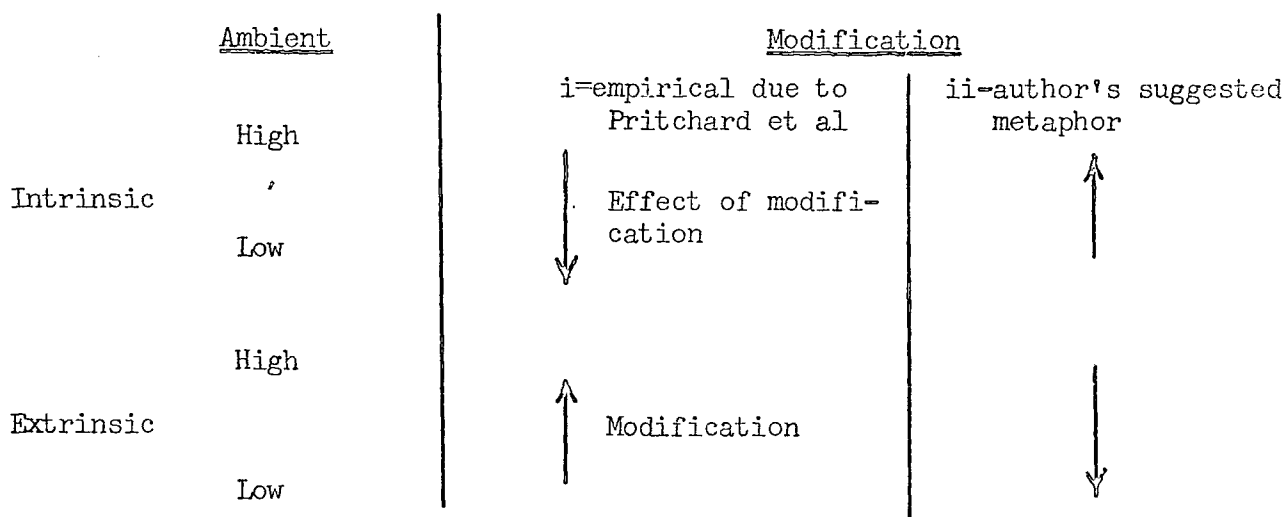 Ambient
Modification
i=empirical due to
Pritchard et al
ii-author's suggested
metaphor
High
Intrinsic
Low
Effect of modifi-
cation
High
Extrinsic
Modification
Low